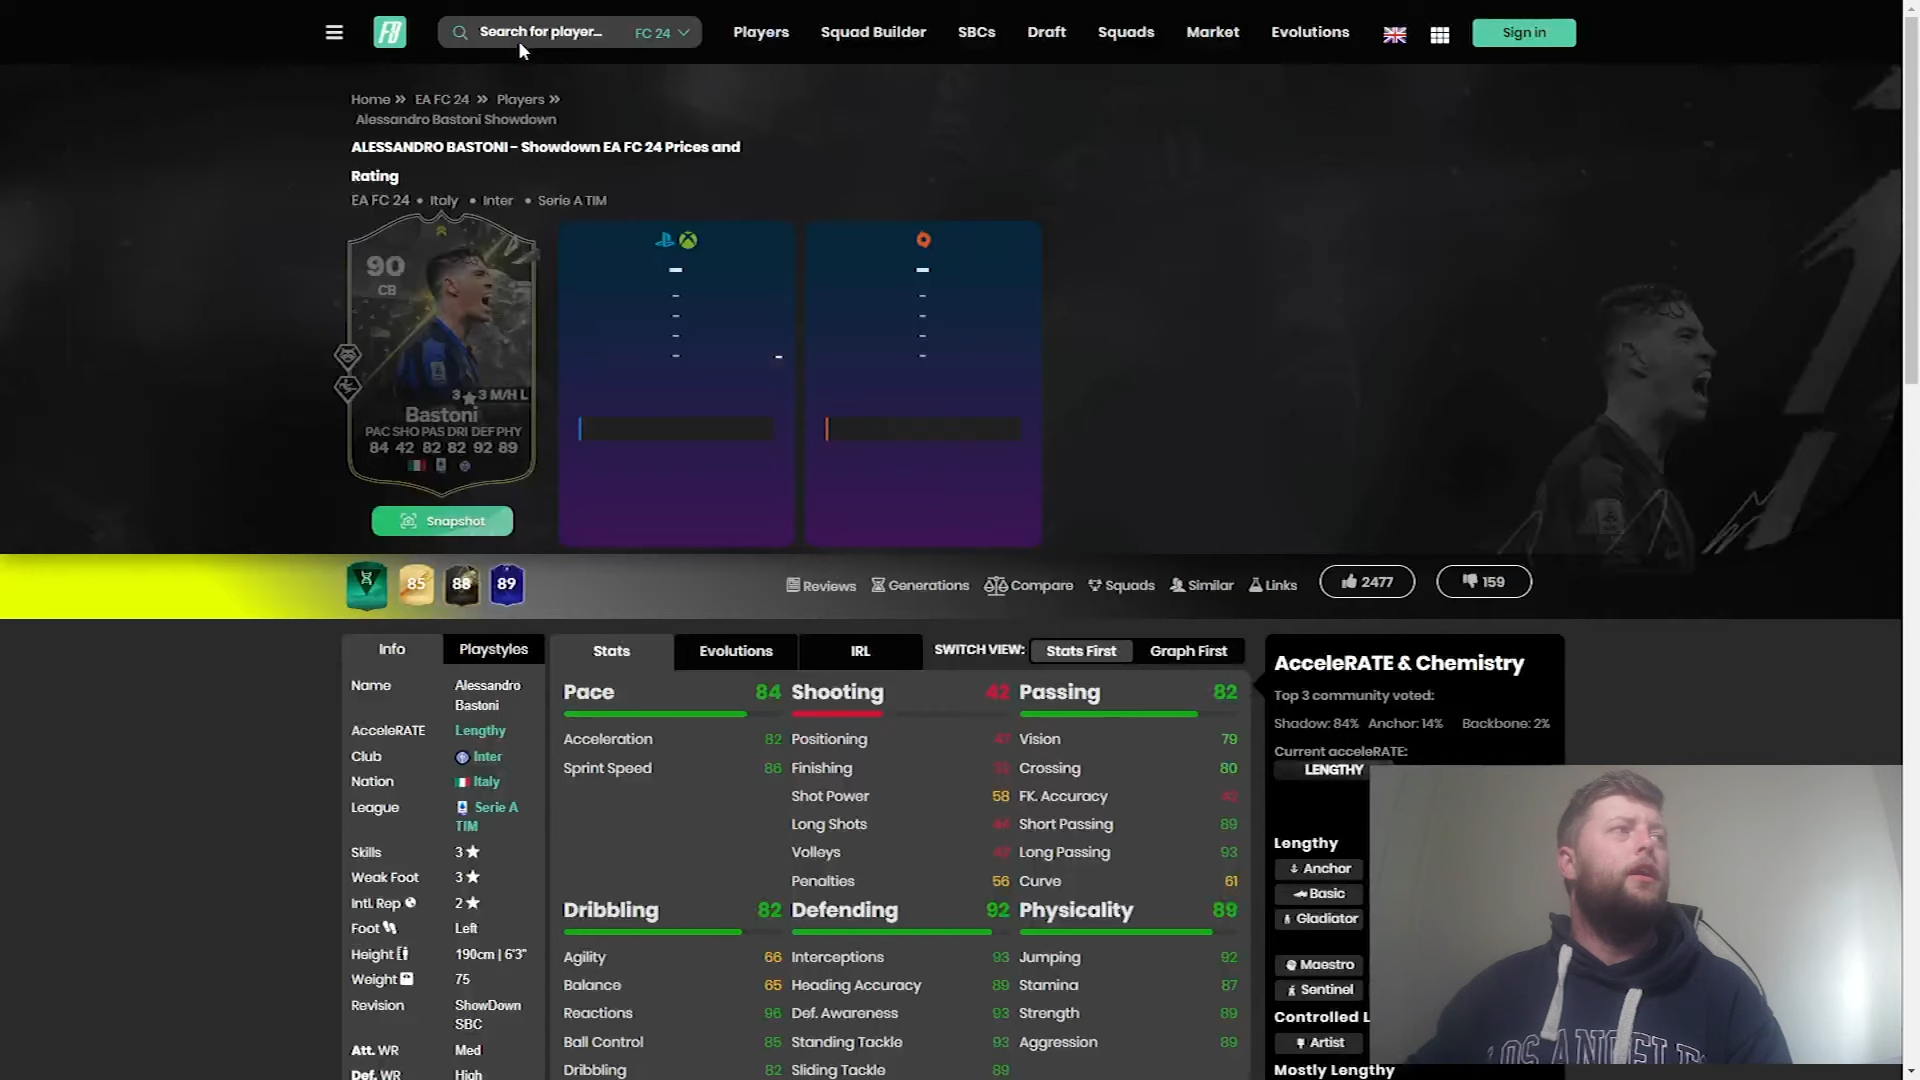 F8
Search for player...
FC 24
Players
Squad Builder
SBCs
Draft
Squads
Market
Evolutions
Sign in
Home » EA FC 24 » Players »
Alessandro Bastoni Showdown
ALESSANDRO BASTONI - Showdown EA FC 24 Prices and
Rating
EA FC 24 • Italy • Inter • Serie A TIM
90
CB
3★3 M/H L
Bastoni
PAC SHO PAS DRI DEF PHY
84 42 82 82 92 89
Snapshot
85 88 89
Reviews Generations Compare Squads Similar Links
2477
159
Info Playstyles
Name Alessandro
Bastoni
AcceleRATE Lengthy
Club Inter
Nation Italy
League Serie A
TIM
Skills 3★
Weak Foot 3★
Intl. Rep 2★
Foot Left
Height 190cm | 6'3"
Weight 75
Revision ShowDown
SBC
Att. WR Med
Def. WR High
Stats Evolutions IRL SWITCH VIEW: Stats First Graph First
Pace 84
Acceleration 82
Sprint Speed 86
Shooting 42
Positioning
Finishing
Shot Power 58
Long Shots
Volleys
Penalties 56
Passing 82
Vision 79
Crossing 80
FK. Accuracy
Short Passing 89
Long Passing 93
Curve 61
Dribbling 82
Agility 66
Balance 65
Reactions 96
Ball Control 85
Dribbling 82
Defending 92
Interceptions 93
Heading Accuracy 89
Def. Awareness 93
Standing Tackle 93
Sliding Tackle 89
Physicality 89
Jumping 92
Stamina 87
Strength 89
Aggression 89
AcceleRATE & Chemistry
Top 3 community voted:
Shadow: 84% Anchor: 14% Backbone: 2%
Current acceleRATE:
LENGTHY
Lengthy
Anchor
Basic
Gladiator
Maestro
Sentinel
Controlled L
Artist
Mostly Lengthy
LOS ANGELES